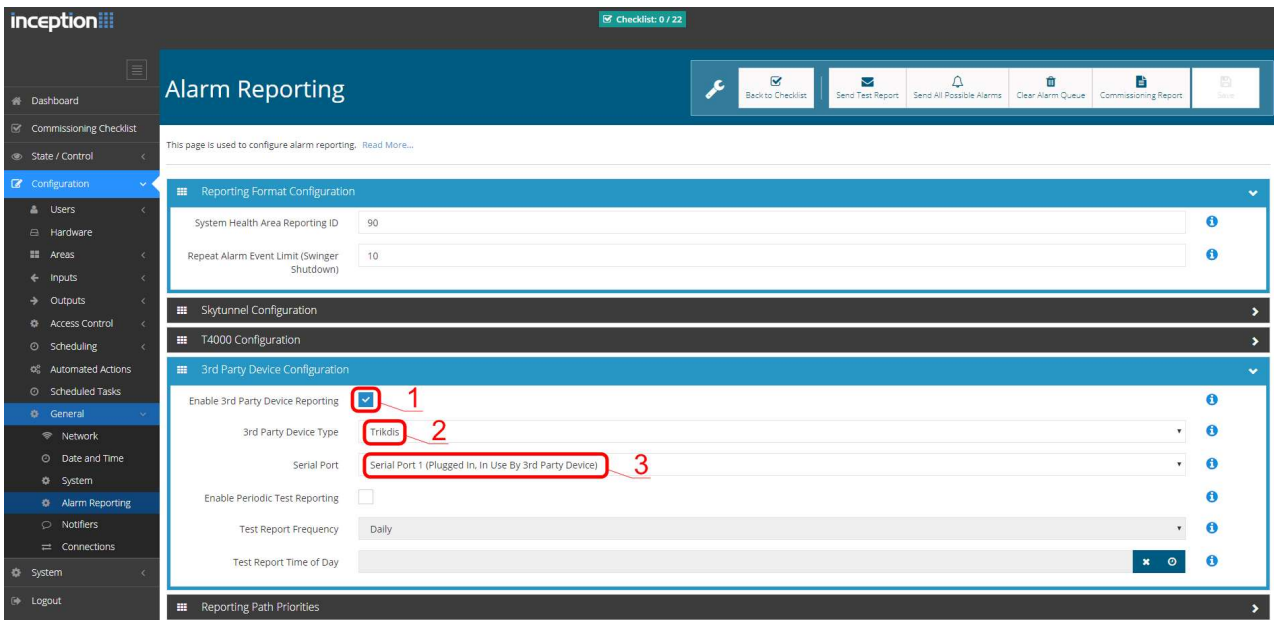 inception
Checklist: 0 / 22
Alarm Reporting
Back to Checklist
Send Test Report
Send All Possible Alarms
Clear Alarm Queue
Commissioning Report
Save
Dashboard
Commissioning Checklist
State / Control
Configuration
Users
Hardware
Areas
Inputs
Outputs
Access Control
Scheduling
Automated Actions
Scheduled Tasks
General
Network
Date and Time
System
Alarm Reporting
Notifiers
Connections
System
Logout
This page is used to configure alarm reporting. Read More...
Reporting Format Configuration
System Health Area Reporting ID 90
Repeat Alarm Event Limit (Swinger
Shutdown) 10
Skytunnel Configuration
T4000 Configuration
3rd Party Device Configuration
Enable 3rd Party Device Reporting 1
3rd Party Device Type Trikdis 2
Serial Port Serial Port 1 (Plugged In, In Use By 3rd Party Device) 3
Enable Periodic Test Reporting
Test Report Frequency Daily
Test Report Time of Day
Reporting Path Priorities